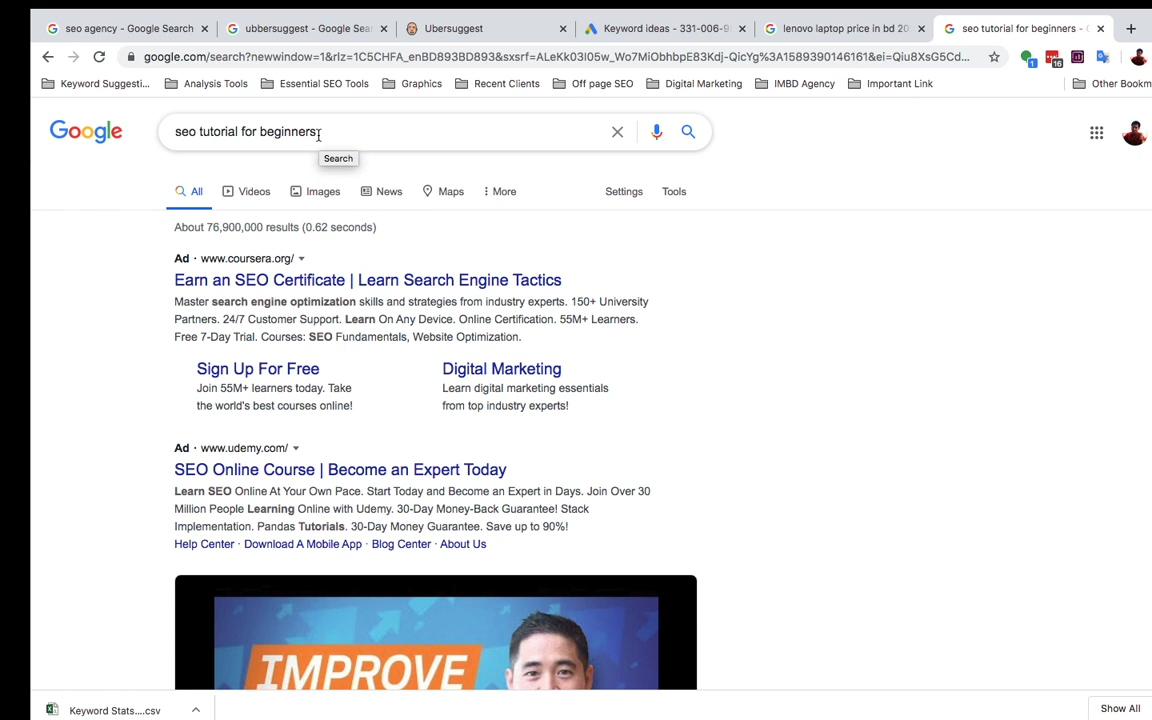 seo agency - Google Search
ubbersuggest - Google Sea
Ubersuggest
Keyword ideas - 331-006-9
lenovo laptop price in bd 20
seo tutorial for beginners -
google.com/search?newwindow=1&rlz=1C5CHFA_enBD893BD893&sxsrf=ALeKk03I05w_Wo7MiObhbpE83Kdj-QicYg%3A1589390146161&ei=Qiu8XsG5Cd...
1
16
Keyword Suggesti...
Analysis Tools
Essential SEO Tools
Graphics
Recent Clients
Off page SEO
Digital Marketing
IMBD Agency
Important Link
Other Bookm
Google
seo tutorial for beginners
Search
All
Videos
Images
News
Maps
More
Settings
Tools
About 76,900,000 results (0.62 seconds)
Ad · www.coursera.org/
Earn an SEO Certificate | Learn Search Engine Tactics
Master search engine optimization skills and strategies from industry experts. 150+ University
Partners. 24/7 Customer Support. Learn On Any Device. Online Certification. 55M+ Learners.
Free 7-Day Trial. Courses: SEO Fundamentals, Website Optimization.
Sign Up For Free
Join 55M+ learners today. Take
the world's best courses online!
Digital Marketing
Learn digital marketing essentials
from top industry experts!
Ad · www.udemy.com/
SEO Online Course | Become an Expert Today
Learn SEO Online At Your Own Pace. Start Today and Become an Expert in Days. Join Over 30
Million People Learning Online with Udemy. 30-Day Money-Back Guarantee! Stack
Implementation. Pandas Tutorials. 30-Day Money Guarantee. Save up to 90%!
Help Center · Download A Mobile App · Blog Center · About Us
IMPROVE
Keyword Stats....csv
Show All